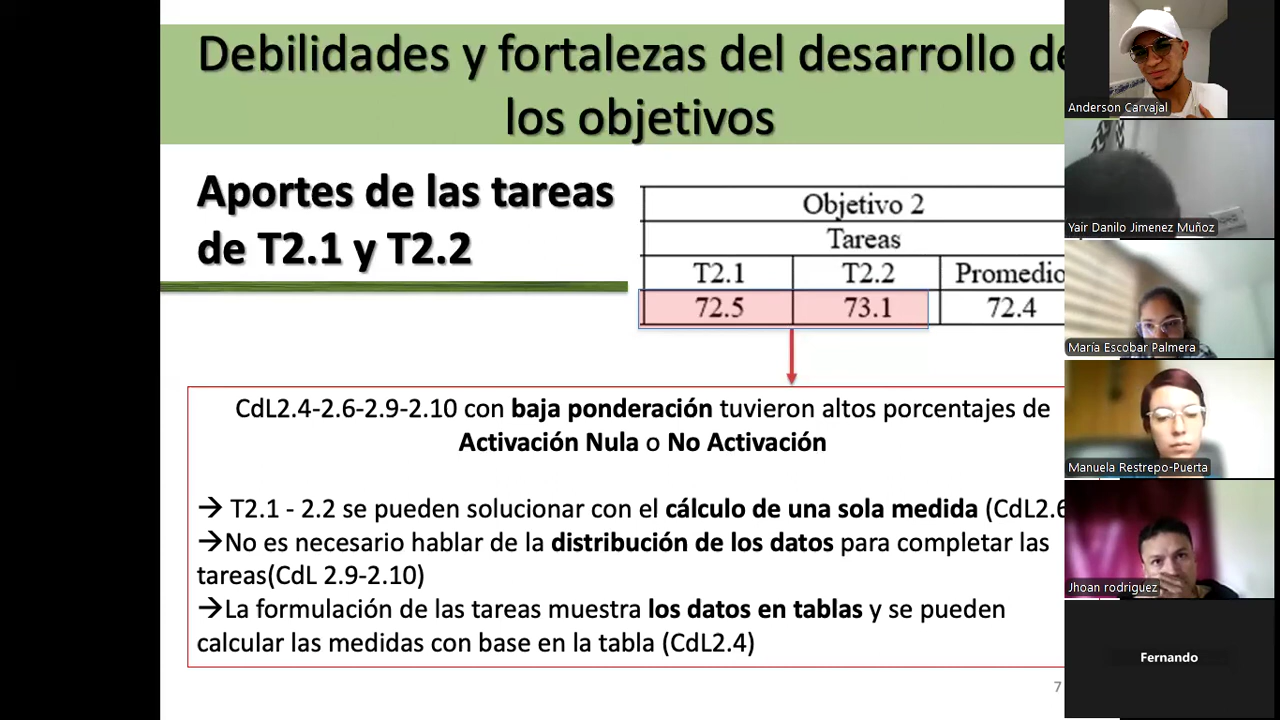 Debilidades y fortalezas del desarrollo de
los objetivos
Aportes de las tareas
de T2.1 y T2.2
Objetivo 2
Tareas
T2.1 T2.2 Promedio
72.5 73.1 72.4
CdL2.4-2.6-2.9-2.10 con baja ponderación tuvieron altos porcentajes de
Activación Nula o No Activación
→ T2.1 - 2.2 se pueden solucionar con el cálculo de una sola medida (CdL2.6
→No es necesario hablar de la distribución de los datos para completar las
tareas(CdL 2.9-2.10)
→La formulación de las tareas muestra los datos en tablas y se pueden
calcular las medidas con base en la tabla (CdL2.4)
7
Anderson Carvajal
Yair Danilo Jimenez Muñoz
María Escobar Palmera
Manuela Restrepo-Puerta
Jhoan rodriguez
Fernando